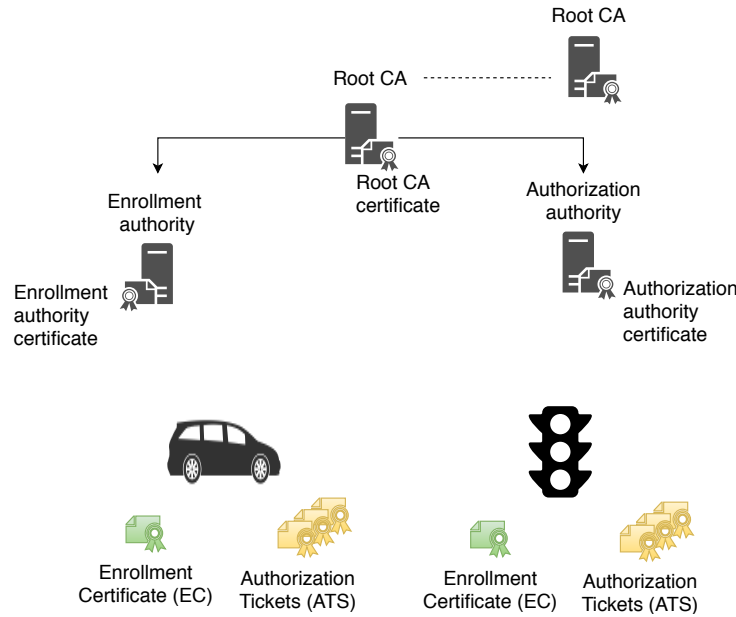 Root CA
Root CA
Root CA
certificate
Enrollment
authority
Authorization
authority
Enrollment
authority
certificate
Authorization
authority
certificate
Enrollment
Certificate (EC)
Authorization
Tickets (ATS)
Enrollment
Certificate (EC)
Authorization
Tickets (ATS)